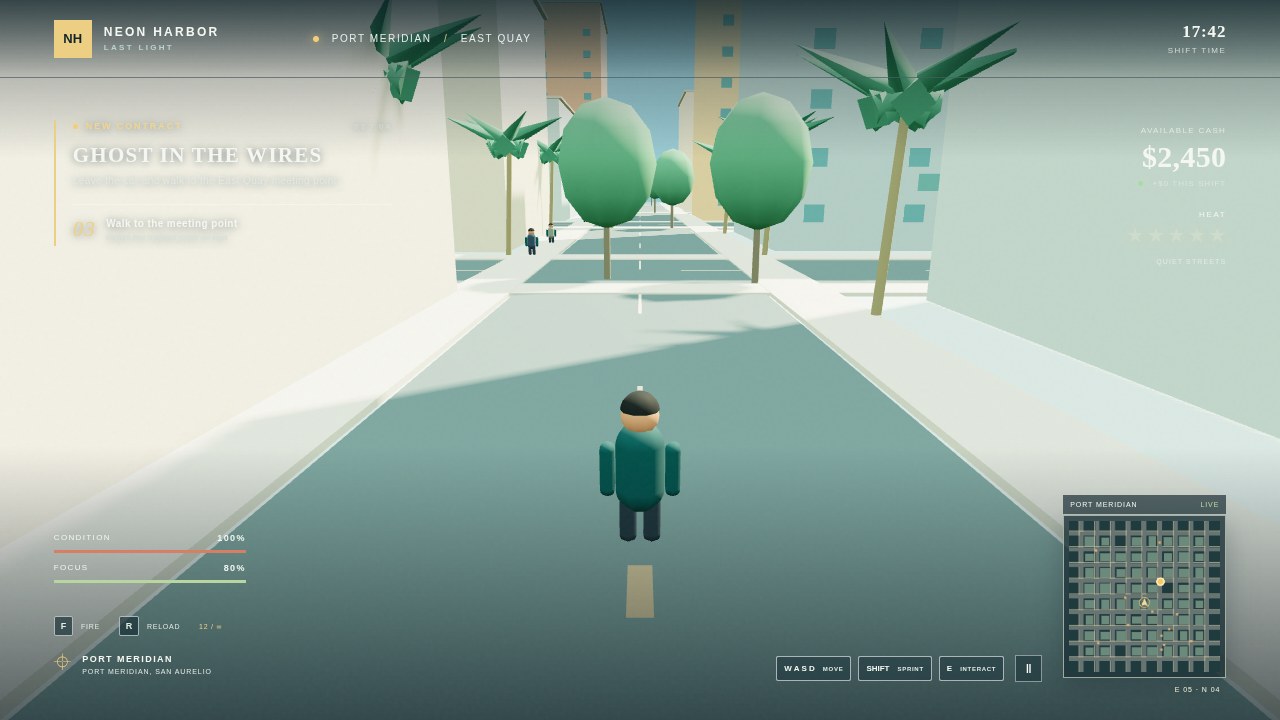 NH
NEON HARBOR
LAST LIGHT
PORT MERIDIAN / EAST QUAY
17:42
SHIFT TIME
NEW CONTRACT
GHOST IN THE WIRES
03
Walk to the meeting point
AVAILABLE CASH
$2,450
HEAT
★★★★★
QUIET STREETS
CONDITION 100%
FOCUS 80%
F FIRE R RELOAD 12 / ∞
PORT MERIDIAN
PORT MERIDIAN, SAN AURELIO
WASD MOVE SHIFT SPRINT E INTERACT II
PORT MERIDIAN LIVE
E 05 · N 04